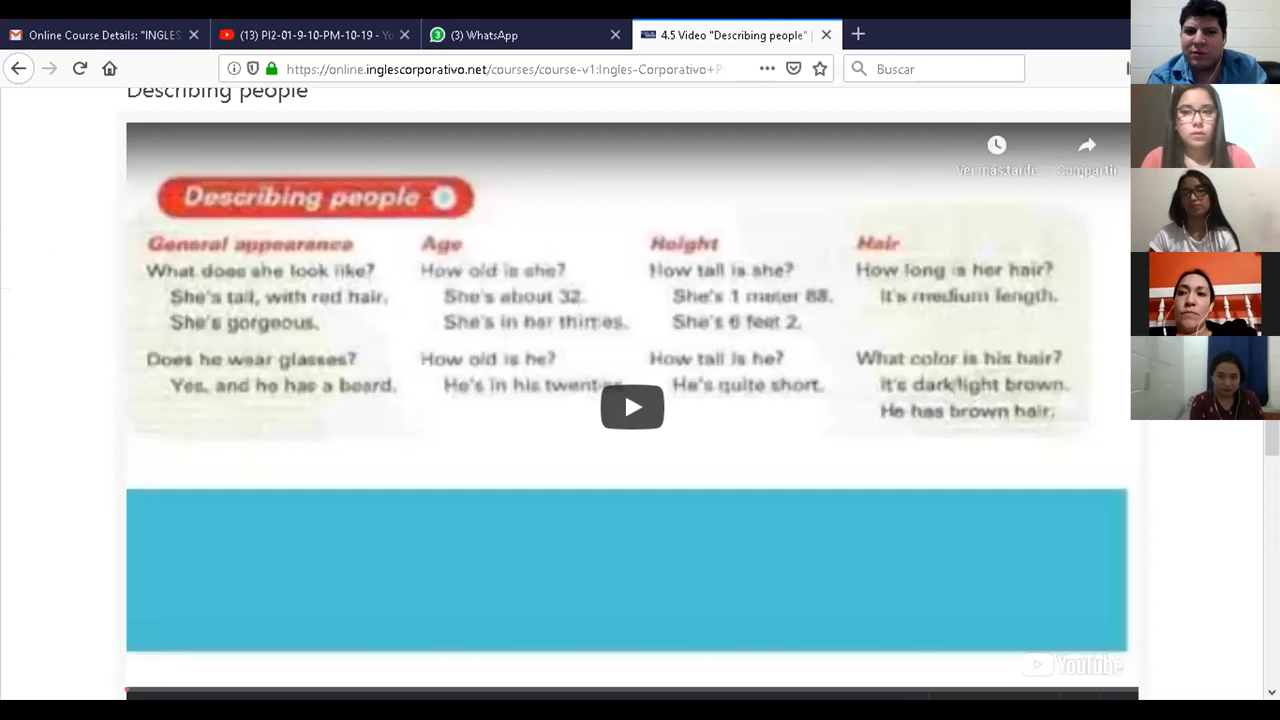 Online Course Details: "INGLES
(13) PI2-01-9-10-PM-10-19 - Yo
3
(3) WhatsApp
4.5 Video "Describing people" |
https://online.inglescorporativo.net/courses/course-v1:Ingles-Corporativo+P
Buscar
Describing people
Ver más tarde
Compartir
Describing people
General appearance
What does she look like?
She's tall, with red hair.
She's gorgeous.
Does he wear glasses?
Yes, and he has a beard.
Age
How old is she?
She's about 32.
She's in her thirties.
How old is he?
He's in his twenties
Height
How tall is she?
She's 1 meter 88.
She's 6 feet 2.
How tall is he?
He's quite short.
Hair
How long is her hair?
It's medium length.
What color is his hair?
It's dark/light brown.
He has brown hair.
YouTube